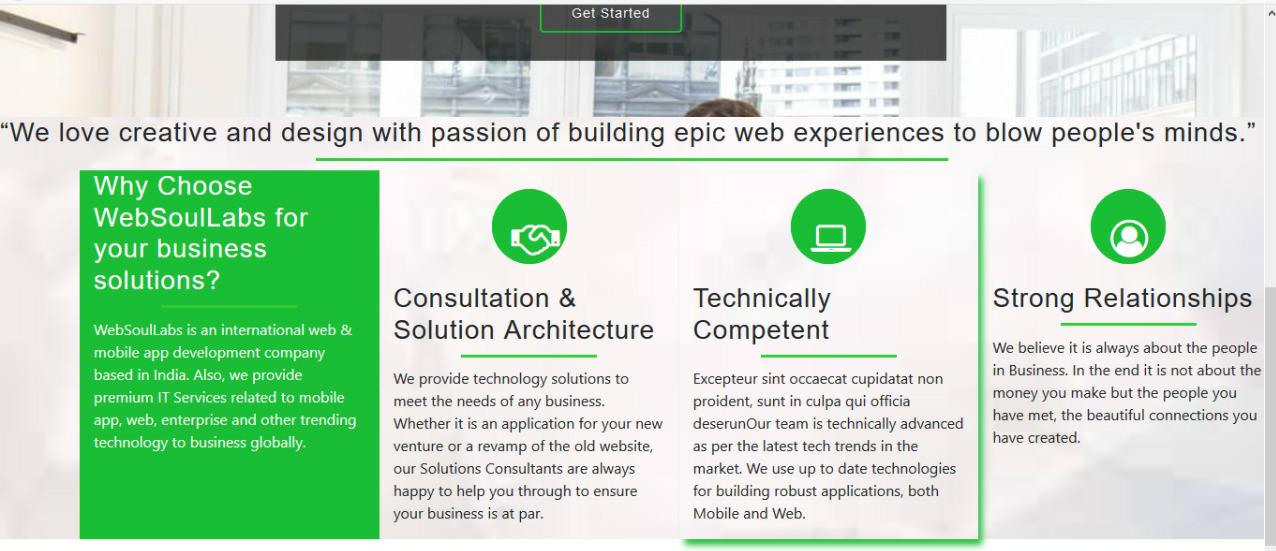 Get Started
“We love creative and design with passion of building epic web experiences to blow people's minds.”
Why Choose
WebSoulLabs for
your business
solutions?
WebSoulLabs is an international web &
mobile app development company
based in India. Also, we provide
premium IT Services related to mobile
app, web, enterprise and other trending
technology to business globally.
Consultation &
Solution Architecture
We provide technology solutions to
meet the needs of any business.
Whether it is an application for your new
venture or a revamp of the old website,
our Solutions Consultants are always
happy to help you through to ensure
your business is at par.
Technically
Competent
Excepteur sint occaecat cupidatat non
proident, sunt in culpa qui officia
deserunOur team is technically advanced
as per the latest tech trends in the
market. We use up to date technologies
for building robust applications, both
Mobile and Web.
Strong Relationships
We believe it is always about the people
in Business. In the end it is not about the
money you make but the people you
have met, the beautiful connections you
have created.